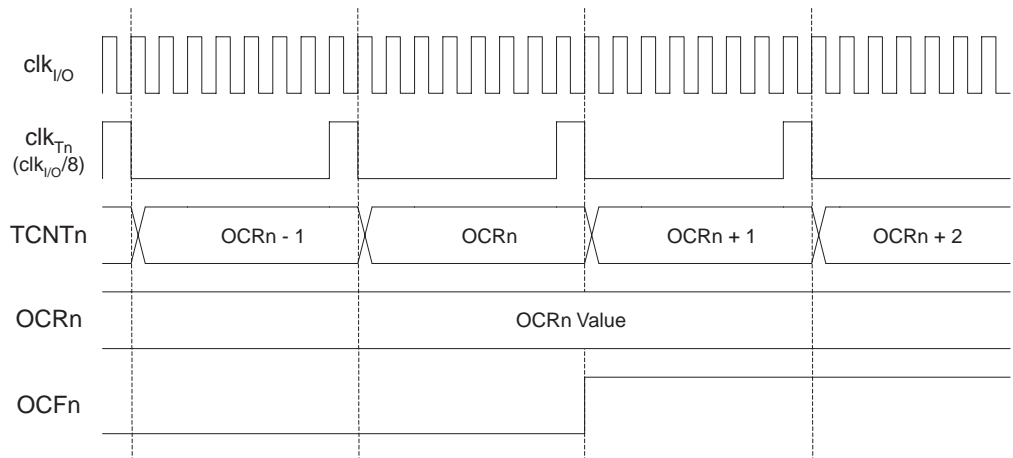 clkI/O
clkTn
(clkI/O/8)
TCNTn
OCRn - 1
OCRn
OCRn + 1
OCRn + 2
OCRn
OCRn Value
OCFn